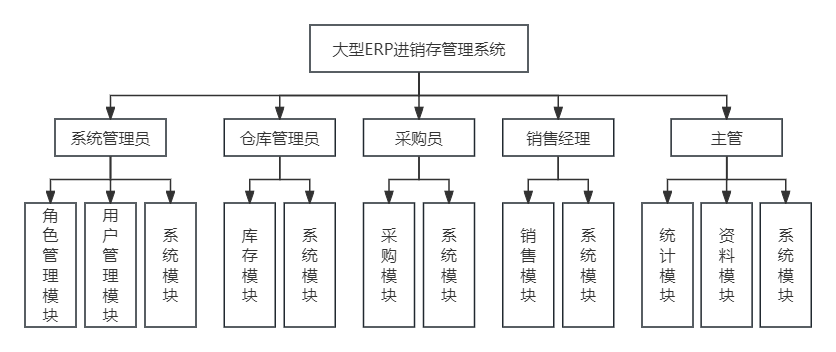 大型ERP进销存管理系统
系统管理员
仓库管理员
采购员
销售经理
主管
角色管理模块
用户管理模块
系统模块
库存模块
系统模块
采购模块
系统模块
销售模块
系统模块
统计模块
资料模块
系统模块